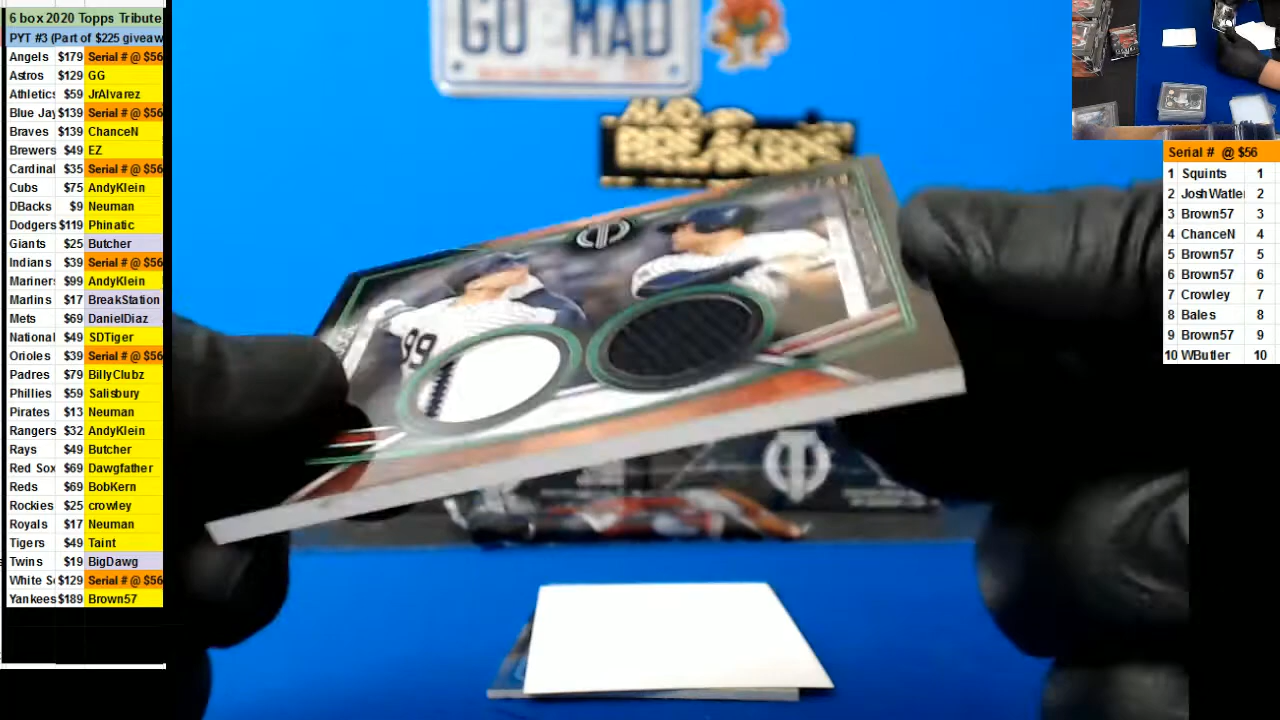 6 box 2020 Topps Tribute
PYT #3 (Part of $225 giveaw
Angels $179 Serial # @ $56
Astros $129 GG
Athletics $59 JrAlvarez
Blue Jay $139 Serial # @ $56
Braves $139 ChanceN
Brewers $49 EZ
Cardinal $35 Serial # @ $56
Cubs $75 AndyKlein
DBacks $9 Neuman
Dodgers $119 Phinatic
Giants $25 Butcher
Indians $39 Serial # @ $56
Mariners $99 AndyKlein
Marlins $17 BreakStation
Mets $69 DanielDiaz
National $49 SDTiger
Orioles $39 Serial # @ $56
Padres $79 BillyClubz
Phillies $59 Salisbury
Pirates $13 Neuman
Rangers $32 AndyKlein
Rays $49 Butcher
Red Sox $69 Dawgfather
Reds $69 BobKern
Rockies $25 crowley
Royals $17 Neuman
Tigers $49 Taint
Twins $19 BigDawg
White So $129 Serial # @ $56
Yankees $189 Brown57
GO MAD
99
Serial # @ $56
1 Squints 1
2 JoshWatle 2
3 Brown57 3
4 ChanceN 4
5 Brown57 5
6 Brown57 6
7 Crowley 7
8 Bales 8
9 Brown57 9
10 WButler 10